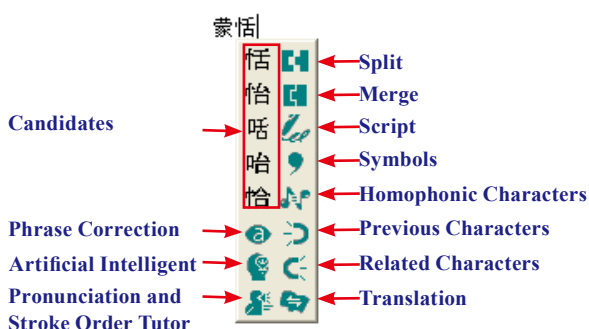 蒙恬
恬 Split
怡 Merge
Candidates 咶 Script
咍 Symbols
恰 Homophonic Characters
Phrase Correction Previous Characters
Artificial Intelligent Related Characters
Pronunciation and Translation
Stroke Order Tutor